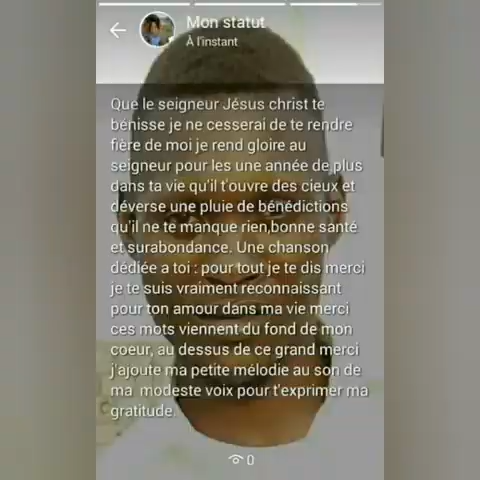 Mon statut
À l'instant
Que le seigneur Jésus christ te
bénisse je ne cesserai de te rendre
fière de moi je rend gloire au
seigneur pour les une année de plus
dans ta vie qu'il t'ouvre des cieux et
déverse une pluie de bénédictions
qu'il ne te manque rien,bonne santé
et surabondance. Une chanson
dédiée a toi : pour tout je te dis merci
je te suis vraiment reconnaissant
pour ton amour dans ma vie merci
ces mots viennent du fond de mon
coeur, au dessus de ce grand merci
j'ajoute ma petite mélodie au son de
ma modeste voix pour t'exprimer ma
gratitude.
0